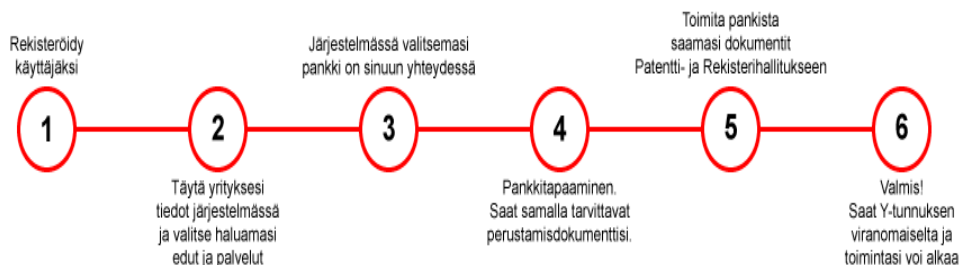 Rekisteröidy
käyttäjäksi
1
Täytä yrityksesi
tiedot järjestelmässä
ja valitse haluamasi
edut ja palvelut
2
Järjestelmässä valitsemasi
pankki on sinuun yhteydessä
3
Pankkitapaaminen.
Saat samalla tarvittavat
perustamisdokumenttisi.
4
Toimita pankista
saamasi dokumentit
Patentti- ja Rekisterihallitukseen
5
6
Valmis!
Saat Y-tunnuksen
viranomaiselta ja
toimintasi voi alkaa